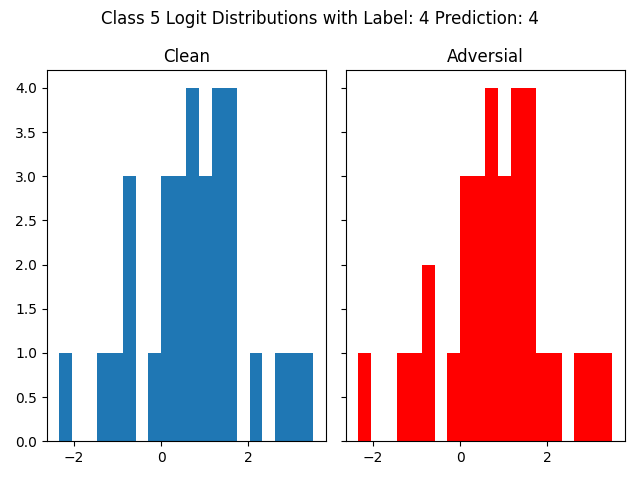 Class 5 Logit Distributions with Label: 4 Prediction: 4
Clean
Adversial
4.0
3.5
3.0
2.5
2.0
1.5
1.0
0.5
0.0
−2 0 2
−2 0 2